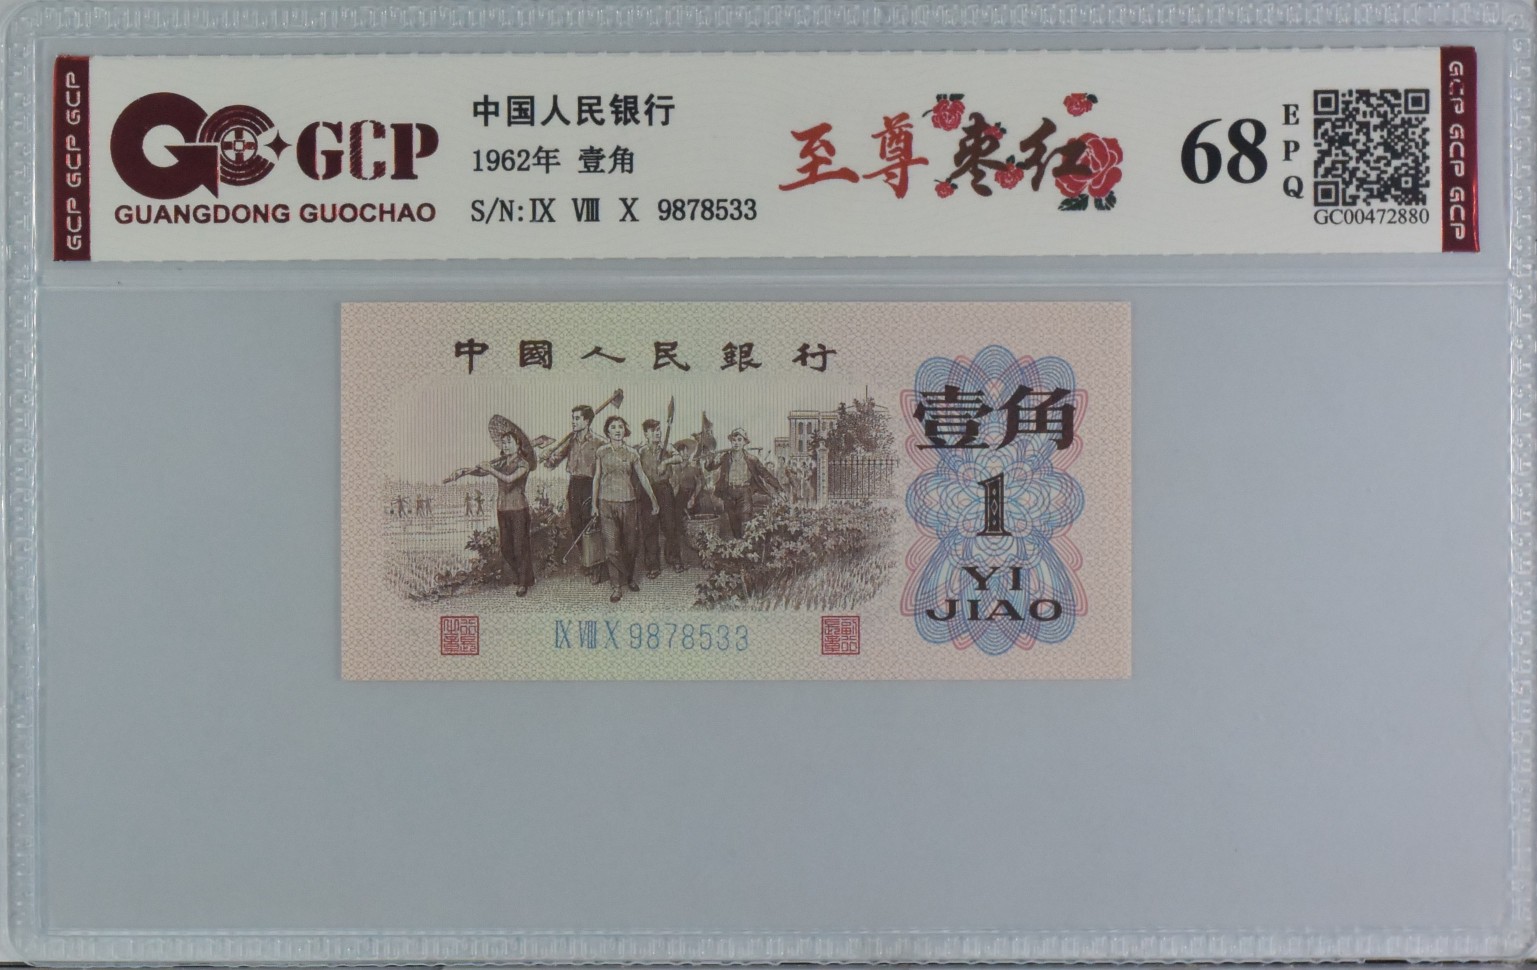 GCP GCP GCP
GCP
GUANGDONG GUOCHAO
中国人民银行
1962年 壹角
S/N: Ⅸ Ⅷ Ⅹ 9878533
至尊枣红
68
EPQ
GC00472880
GCP GCP GCP
中國人民銀行
壹角
1
YI
JIAO
Ⅸ Ⅷ Ⅹ 9878533